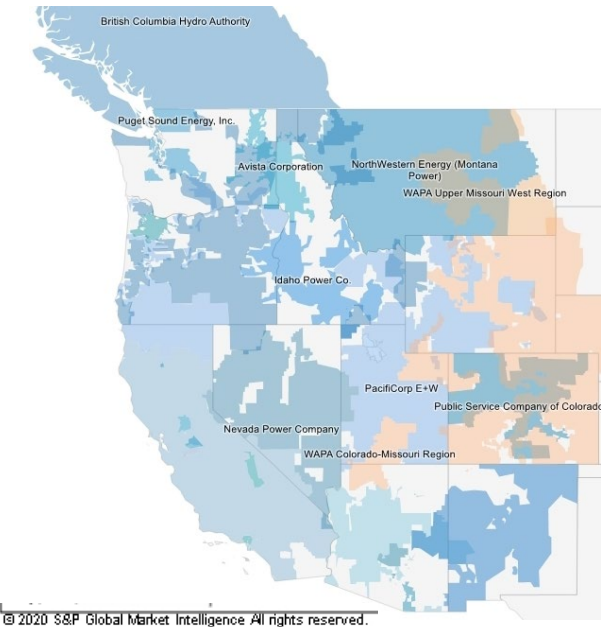 British Columbia Hydro Authority
Puget Sound Energy, Inc.
Avista Corporation
NorthWestern Energy (Montana
Power)
WAPA Upper Missouri West Region
Idaho Power Co.
PacifiCorp E+W
Public Service Company of Colorado
Nevada Power Company
WAPA Colorado-Missouri Region
© 2020 S&P Global Market Intelligence All rights reserved.